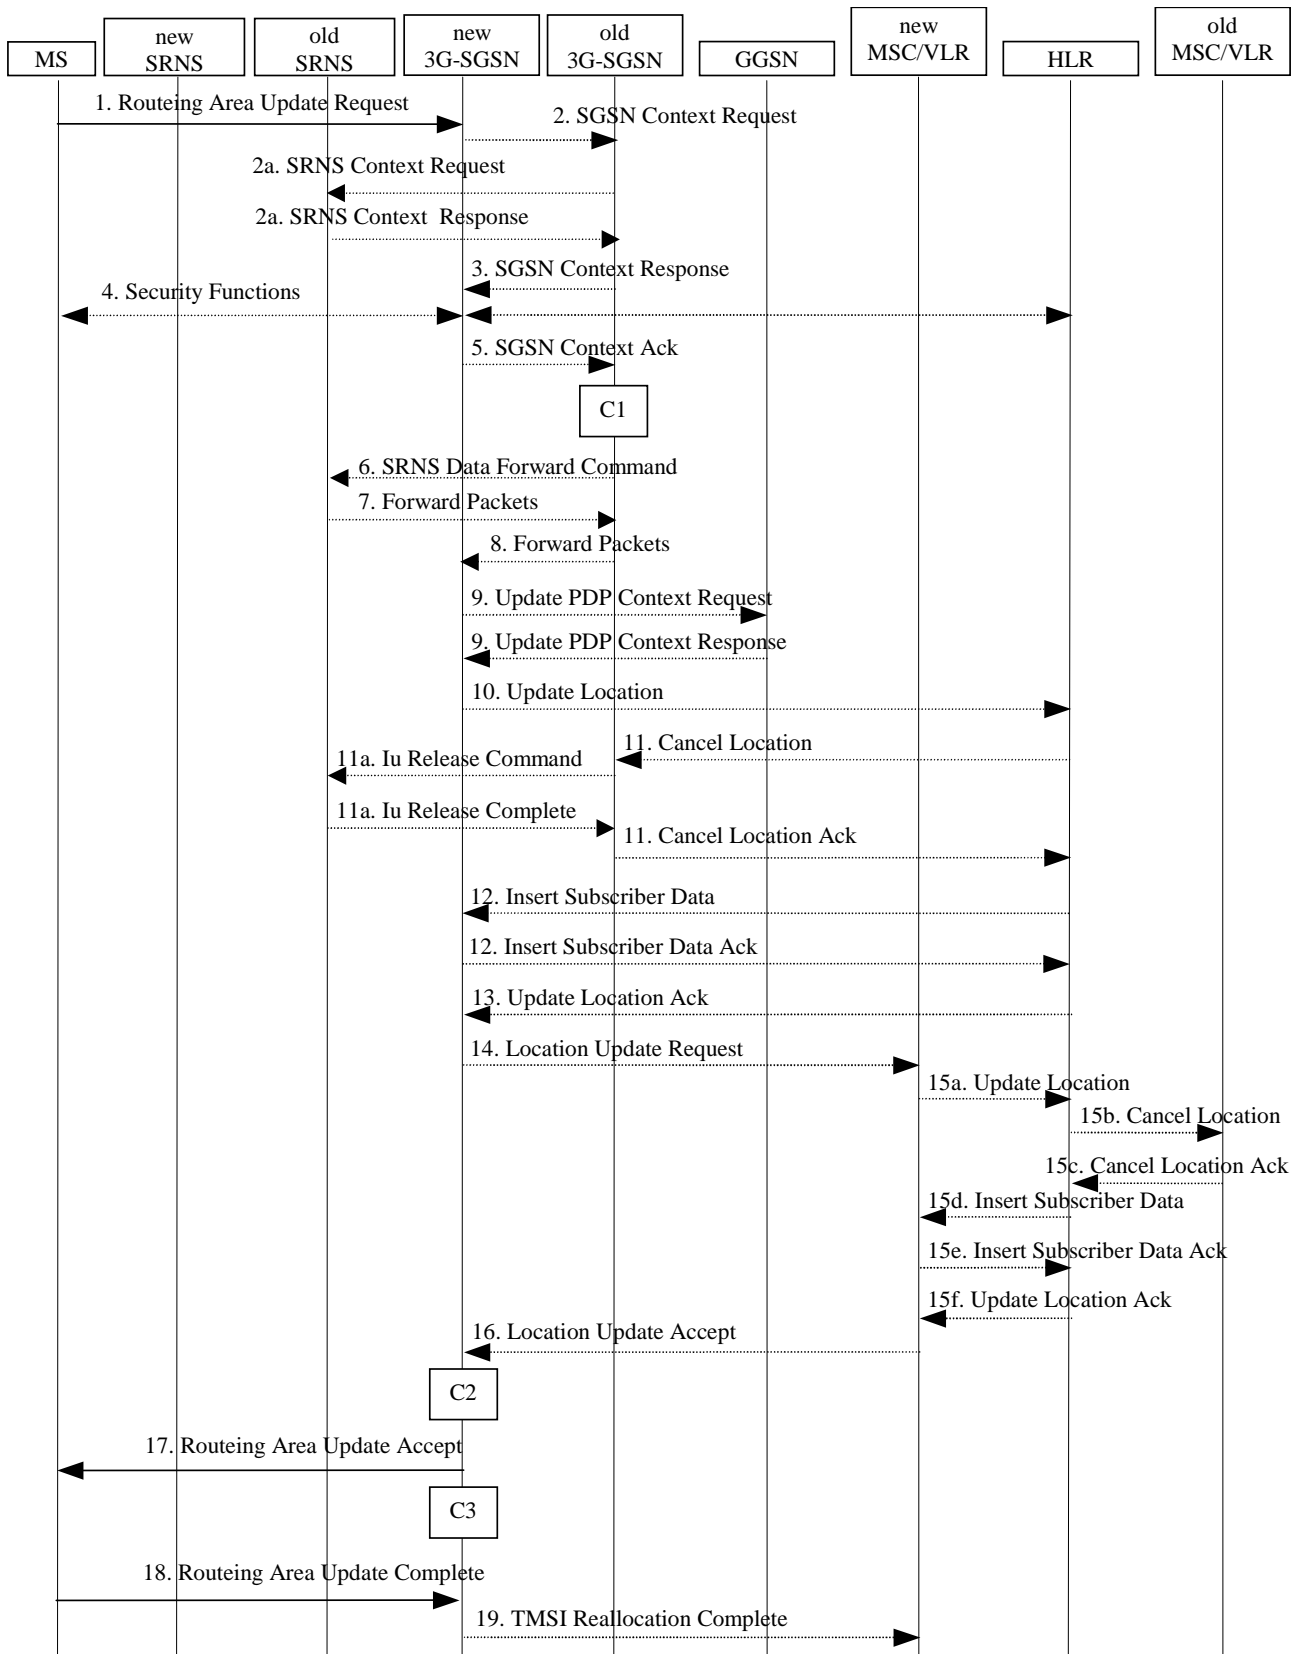 MS
new
SRNS
old
SRNS
new
3G-SGSN
old
3G-SGSN
GGSN
new
MSC/VLR
HLR
old
MSC/VLR
1. Routeing Area Update Request
2. SGSN Context Request
2a. SRNS Context Request
2a. SRNS Context Response
3. SGSN Context Response
4. Security Functions
5. SGSN Context Ack
C1
6. SRNS Data Forward Command
7. Forward Packets
8. Forward Packets
9. Update PDP Context Request
9. Update PDP Context Response
10. Update Location
11. Cancel Location
11a. Iu Release Command
11a. Iu Release Complete
11. Cancel Location Ack
12. Insert Subscriber Data
12. Insert Subscriber Data Ack
13. Update Location Ack
14. Location Update Request
15a. Update Location
15b. Cancel Location
15c. Cancel Location Ack
15d. Insert Subscriber Data
15e. Insert Subscriber Data Ack
15f. Update Location Ack
16. Location Update Accept
C2
17. Routeing Area Update Accept
C3
18. Routeing Area Update Complete
19. TMSI Reallocation Complete